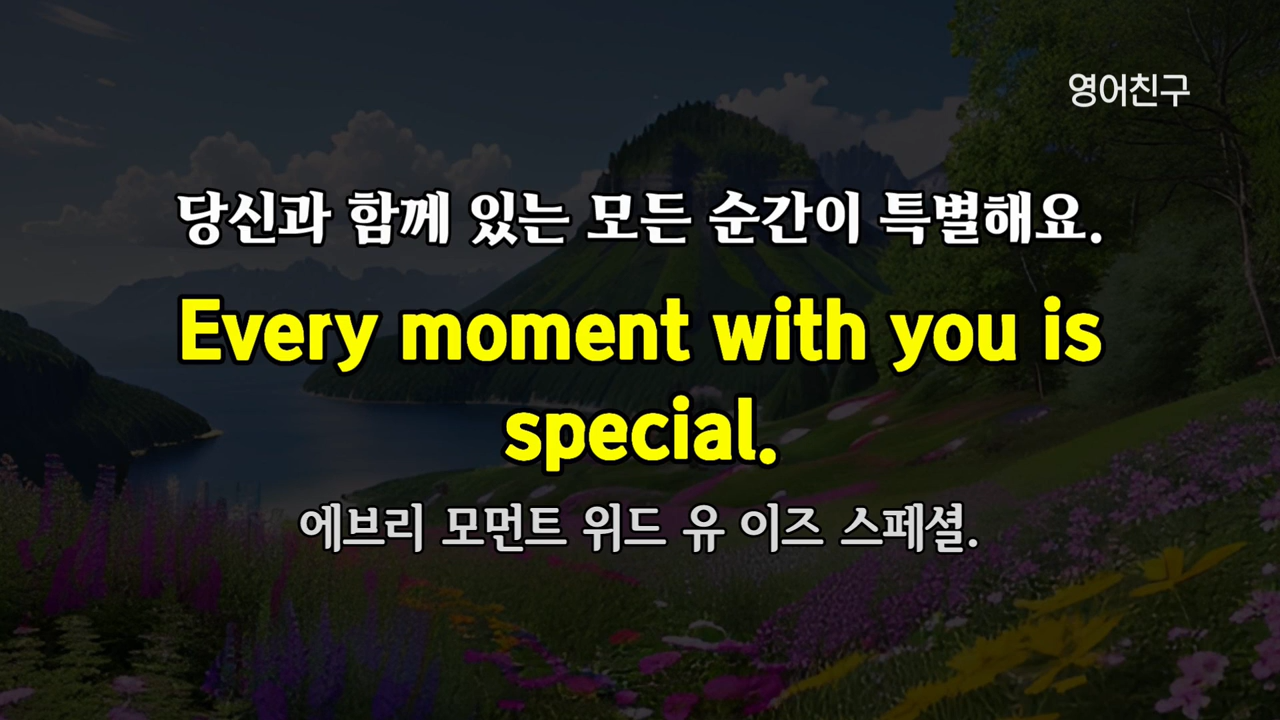 영어친구
당신과 함께 있는 모든 순간이 특별해요.
Every moment with you is
special.
에브리 모먼트 위드 유 이즈 스페셜.